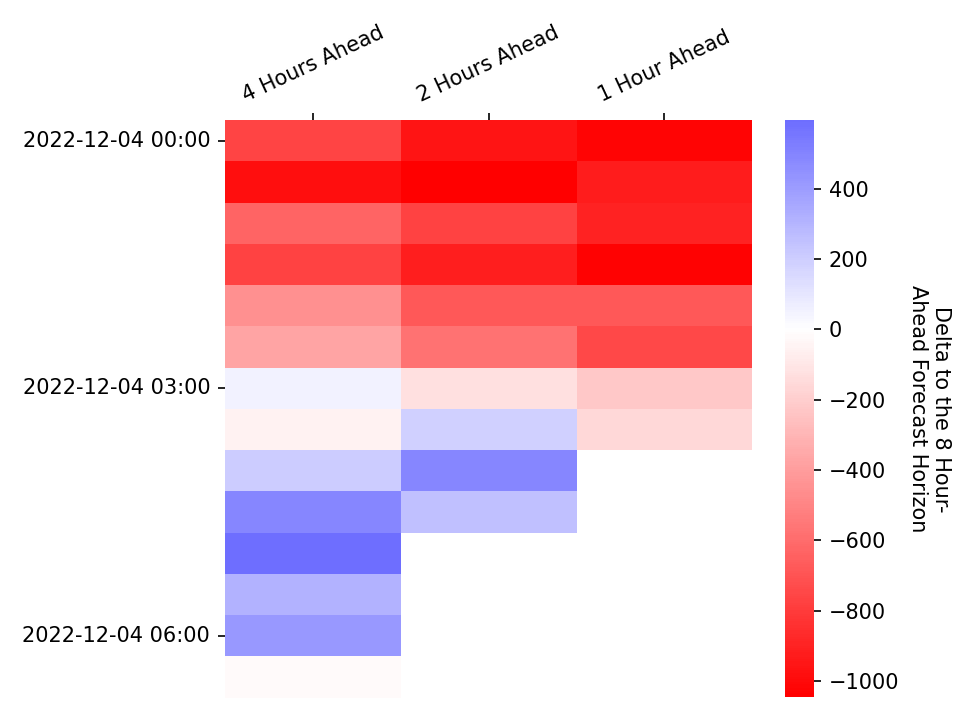 4 Hours Ahead
2 Hours Ahead
1 Hour Ahead
2022-12-04 00:00
2022-12-04 03:00
2022-12-04 06:00
400
200
0
−200
−400
−600
−800
−1000
Delta to the 8 Hour-
Ahead Forecast Horizon